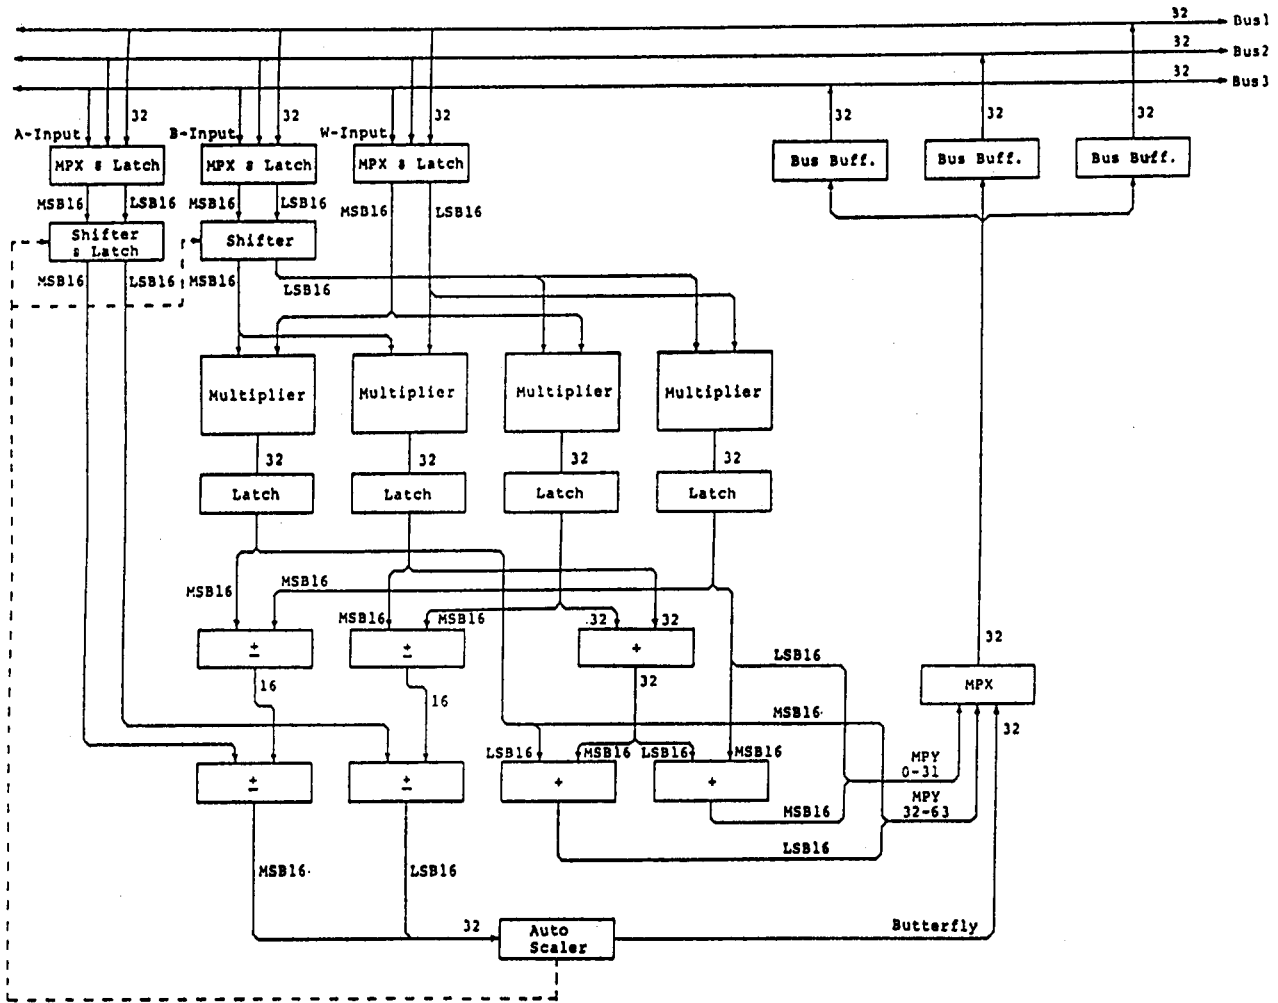 32
Bus1
32
Bus2
32
Bus3
A-Input
32
B-Input
32
W-Input
32
32
32
32
MPX & Latch
MPX & Latch
MPX & Latch
Bus Buff.
Bus Buff.
Bus Buff.
MSB16
LSB16
MSB16
LSB16
MSB16
LSB16
Shifter
& Latch
Shifter
MSB16
LSB16
MSB16
LSB16
Multiplier
Multiplier
Multiplier
Multiplier
32
32
32
32
Latch
Latch
Latch
Latch
MSB16
MSB16
MSB16
MSB16
32
32
±
±
+
32
LSB16
MPX
16
16
32
MSB16
32
LSB16
MSB16
LSB16
MSB16
±
±
+
+
MPY
0-31
MPY
32-63
MSB16
LSB16
MSB16
LSB16
32
Auto
Scaler
Butterfly